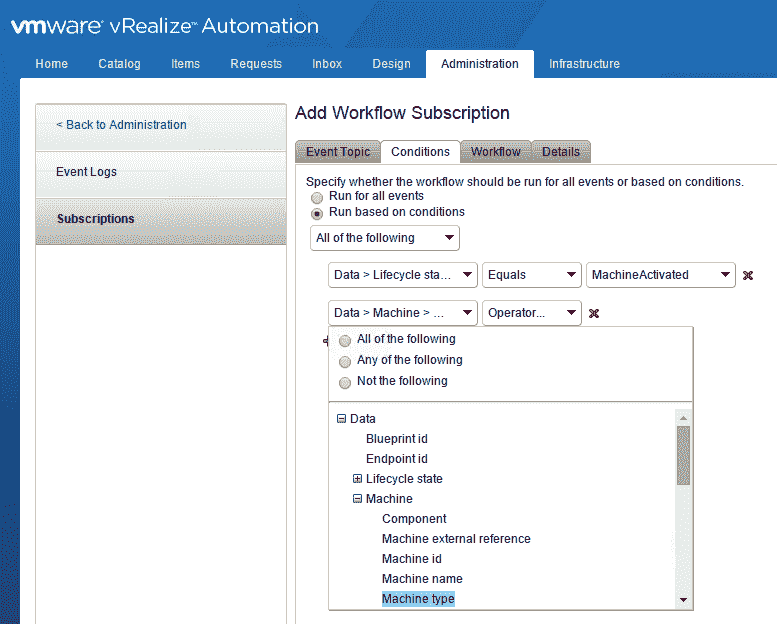 vmware® vRealize™ Automation
Home Catalog Items Requests Inbox Design Administration Infrastructure
< Back to Administration
Event Logs
Subscriptions
Add Workflow Subscription
Event Topic Conditions Workflow Details
Specify whether the workflow should be run for all events or based on conditions.
Run for all events
Run based on conditions
All of the following
Data > Lifecycle sta... Equals MachineActivated
Data > Machine > ... Operator...
All of the following
Any of the following
Not the following
Data
Blueprint id
Endpoint id
Lifecycle state
Machine
Component
Machine external reference
Machine id
Machine name
Machine type